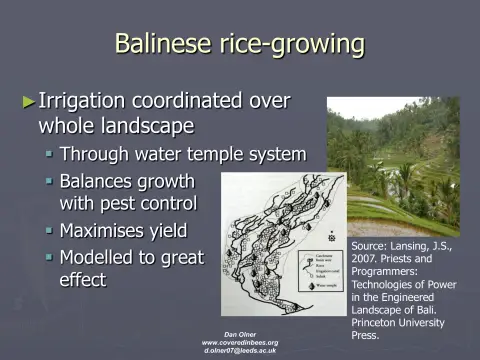 Balinese rice-growing
Irrigation coordinated over
whole landscape
Through water temple system
Balances growth
with pest control
Maximises yield
Modelled to great
effect
Source: Lansing, J.S.,
2007. Priests and
Programmers:
Technologies of Power
in the Engineered
Landscape of Bali.
Princeton University
Press.
Dan Olner
www.coveredinbees.org
d.olner07@leeds.ac.uk